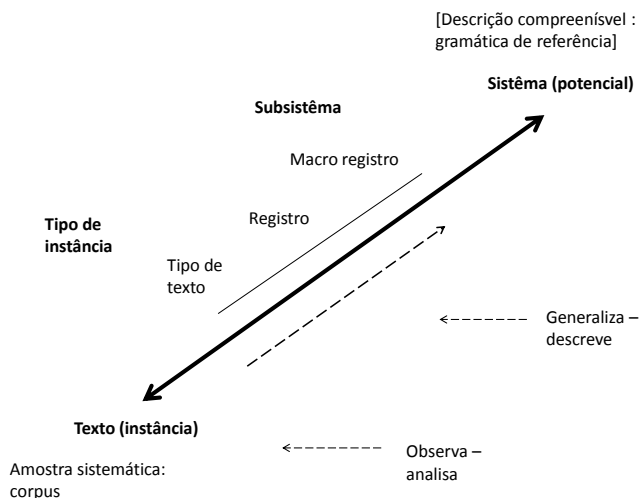 [Descrição compreenísvel :
gramática de referência]
Sistêma (potencial)
Subsistêma
Macro registro
Registro
Tipo de
instância
Tipo de
texto
Generaliza –
descreve
Texto (instância)
Observa –
analisa
Amostra sistemática:
corpus